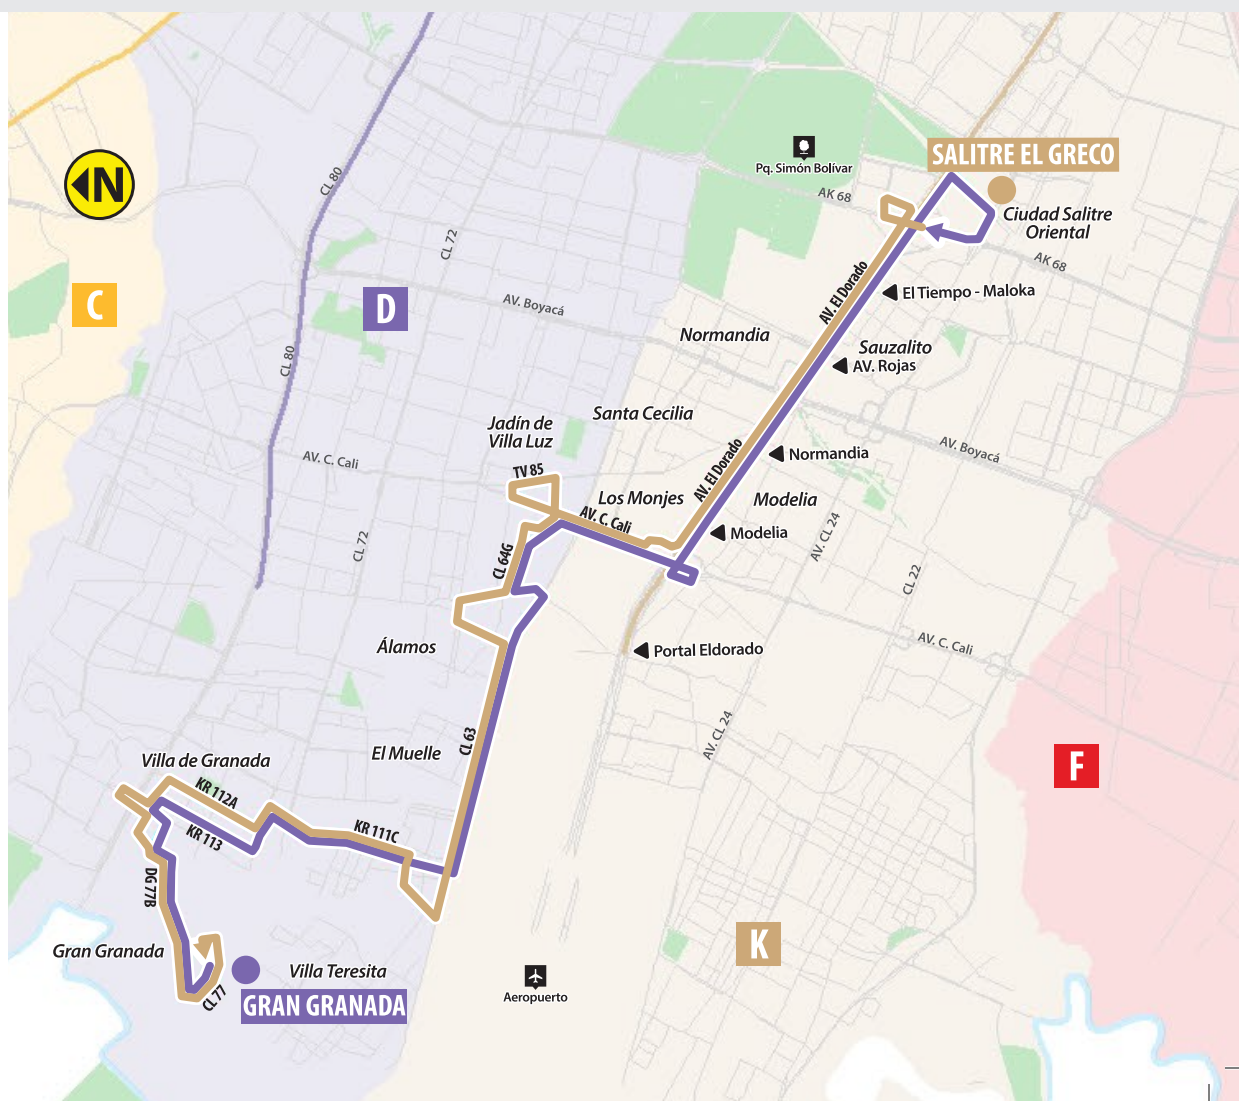 SALITRE EL GRECO
Pq. Simón Bolívar
AK 68
Ciudad Salitre
Oriental
AK 68
N
CL 80
CL 72
C
D
AV. Boyacá
AV. El Dorado
El Tiempo - Maloka
Normandia
Sauzalito
AV. Rojas
CL 80
Santa Cecilia
Jadín de
Villa Luz
AV. Boyacá
AV. C. Cali
TV 85
AV. El Dorado
Normandia
Los Monjes
Modelia
AV. C. Cali
Modelia
AV. CL 24
CL 72
CL 64G
CL 22
Álamos
Portal Eldorado
AV. C. Cali
AV. CL 24
CL 63
El Muelle
Villa de Granada
F
KR 112A
KR 113
KR 111C
DG 77B
Gran Granada
K
Villa Teresita
CL 77
GRAN GRANADA
Aeropuerto